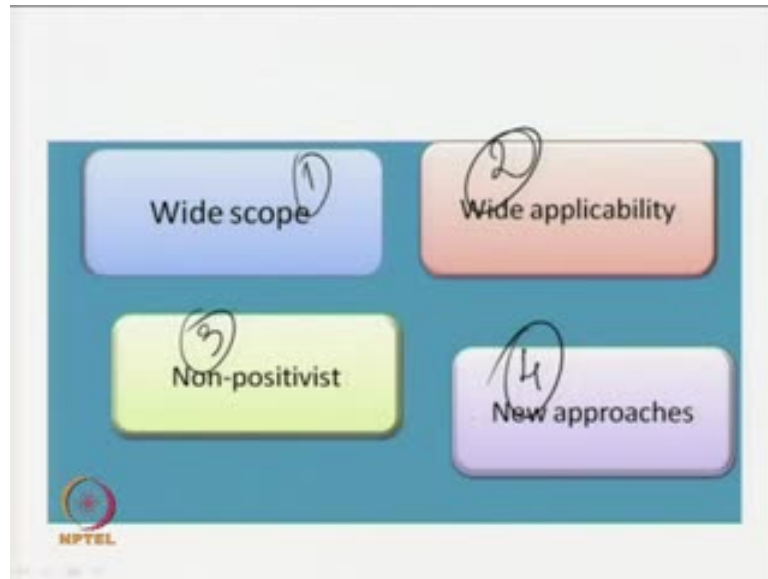 Wide scope
1
Wide applicability
2
Non-positivist
3
New approaches
4
NPTEL